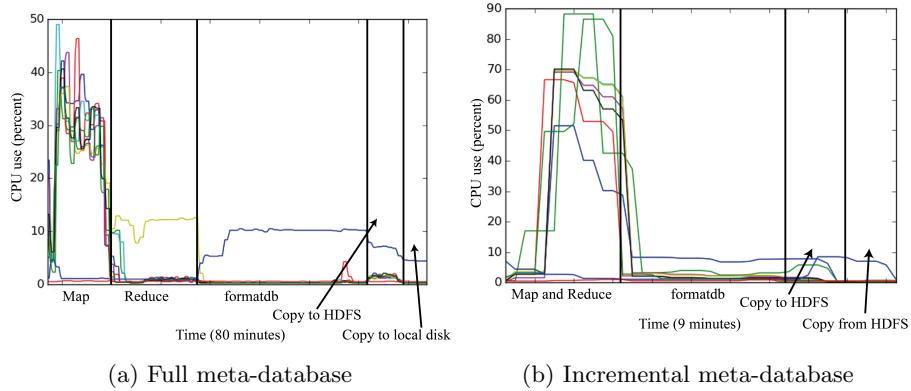 50
40
30
20
10
0
CPU use (percent)
Map
Reduce
formatdb
Copy to HDFS
Time (80 minutes)
Copy to local disk
(a) Full meta-database
90
80
70
60
50
40
30
20
10
0
CPU use (percent)
Map and Reduce
formatdb
Copy to HDFS
Time (9 minutes)
Copy from HDFS
(b) Incremental meta-database